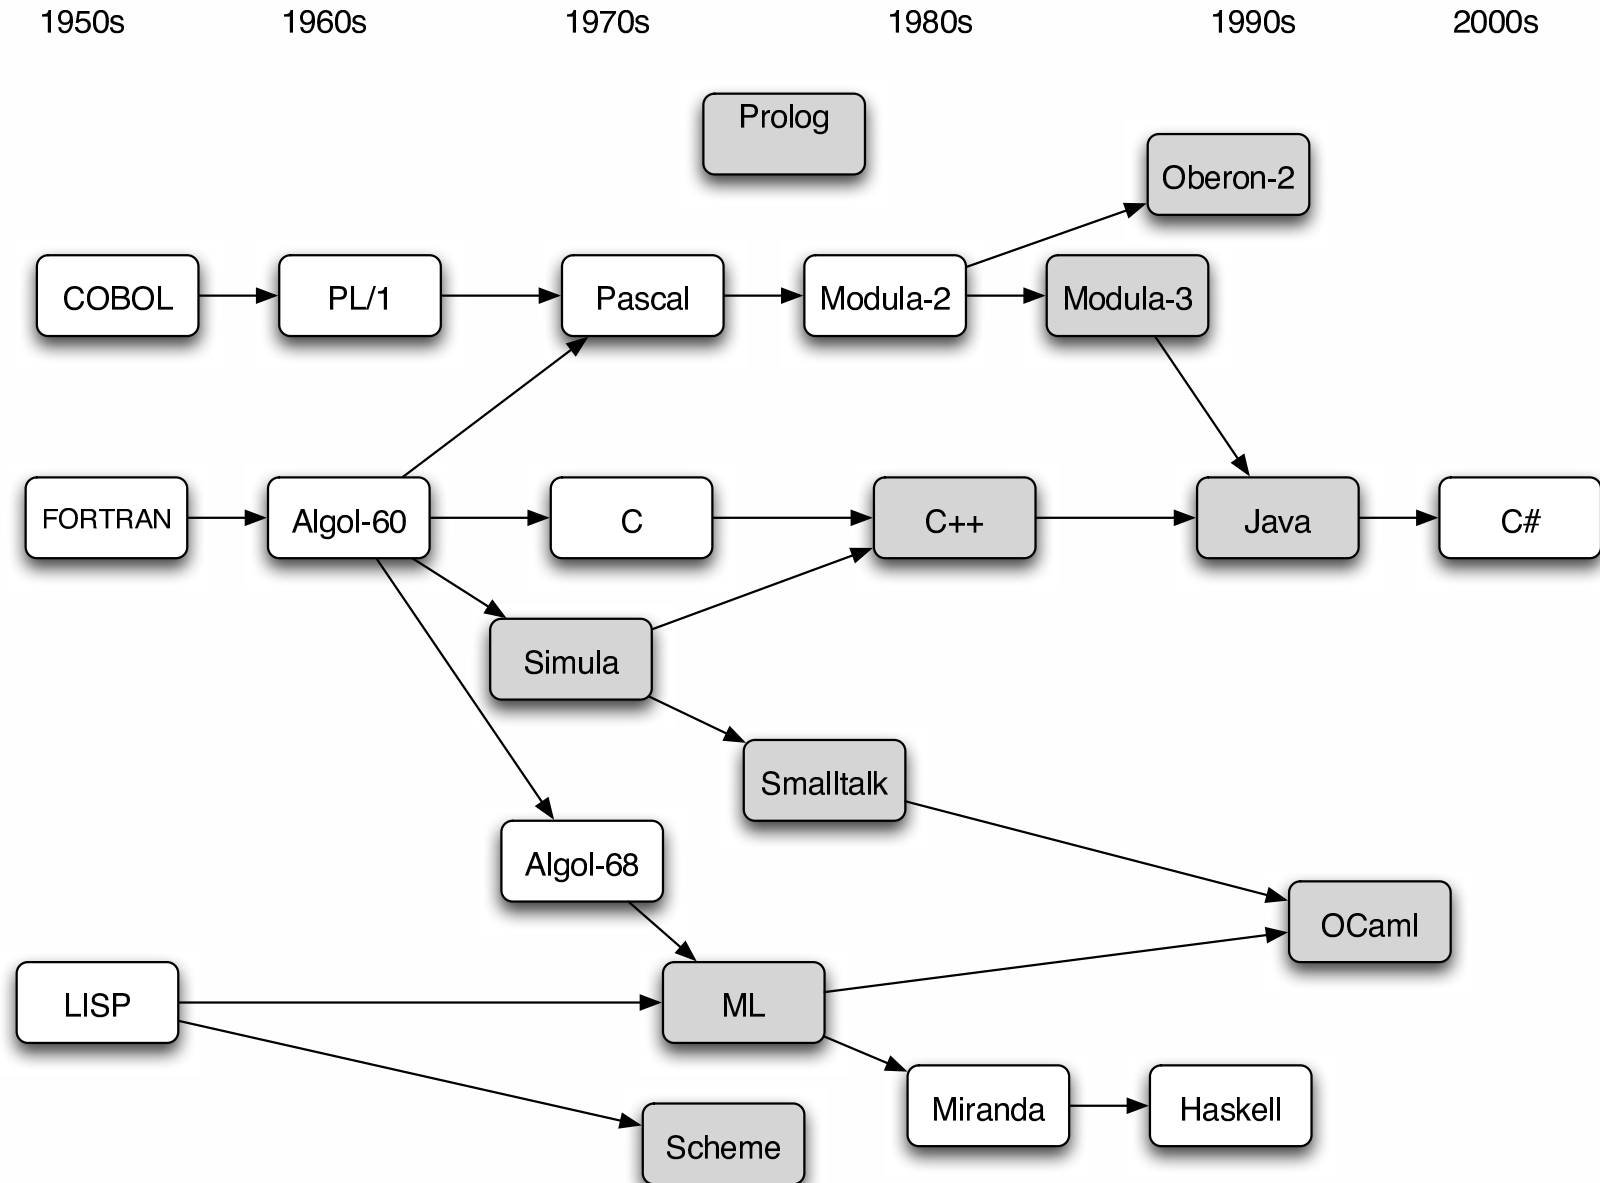 1950s 1960s 1970s 1980s 1990s 2000s
Prolog
Oberon-2
COBOL PL/1 Pascal Modula-2 Modula-3
FORTRAN Algol-60 C C++ Java C#
Simula
Smalltalk
Algol-68
OCaml
LISP ML
Miranda Haskell
Scheme